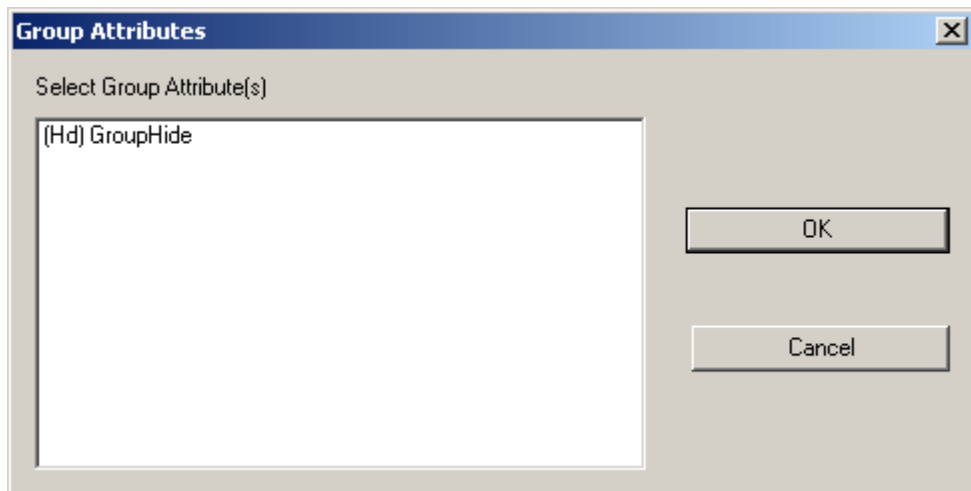 Group Attributes
Select Group Attribute(s)
(Hd) GroupHide
OK
Cancel